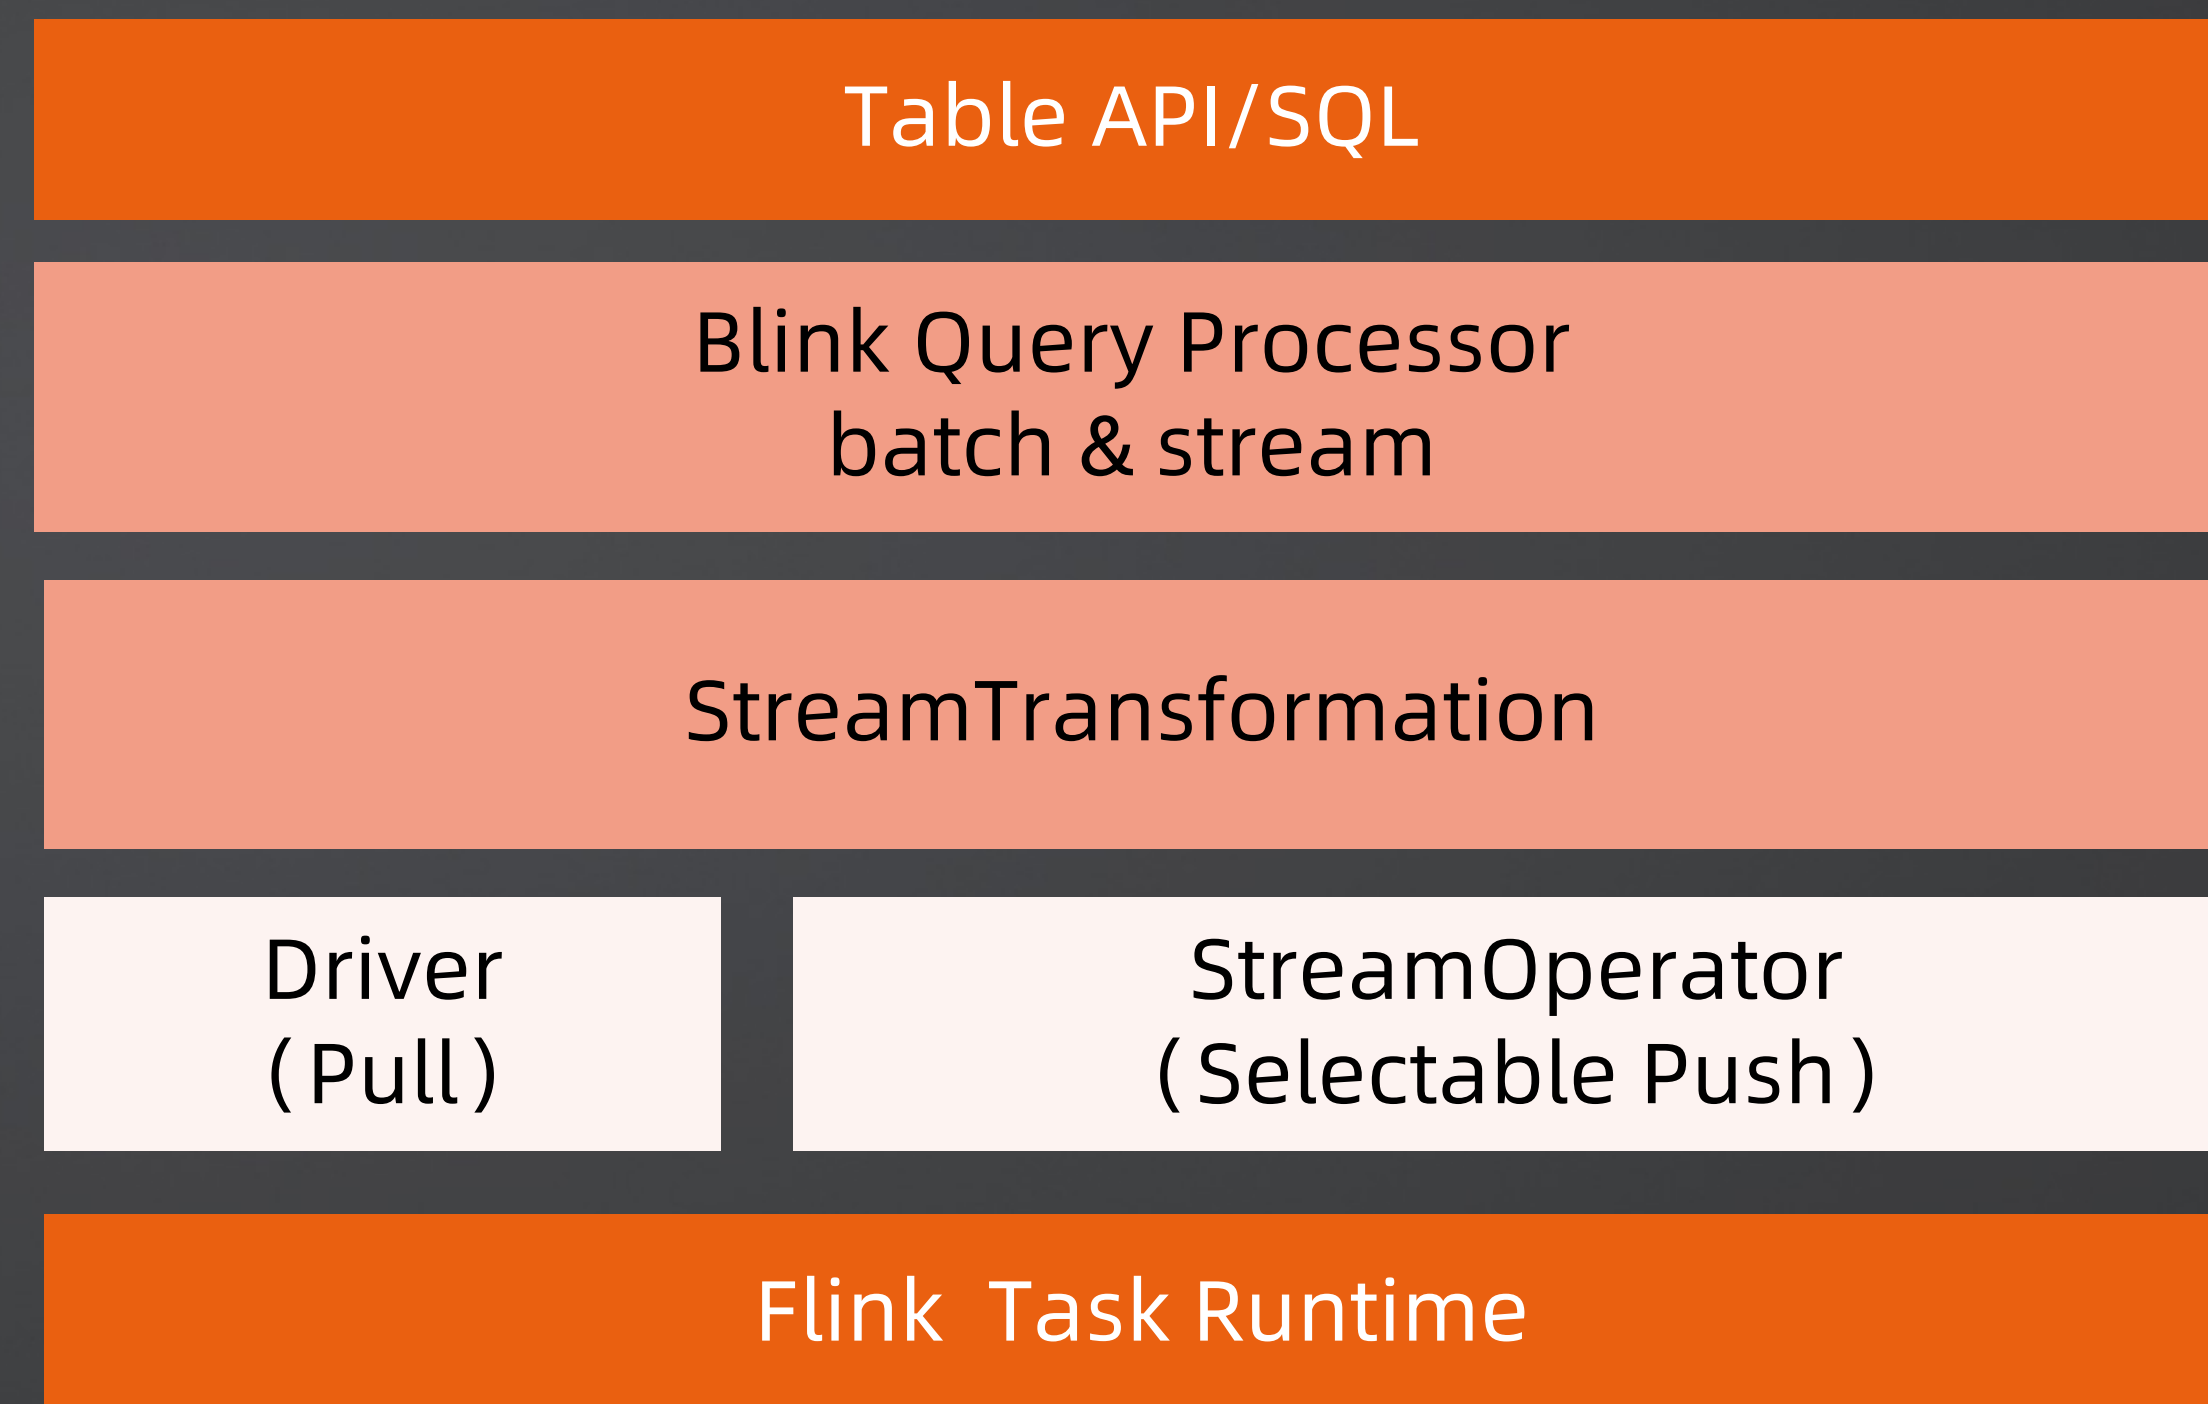 Table API/SQL
Blink Query Processor
batch & stream
StreamTransformation
Driver
(Pull)
StreamOperator
(Selectable Push)
Flink  Task Runtime